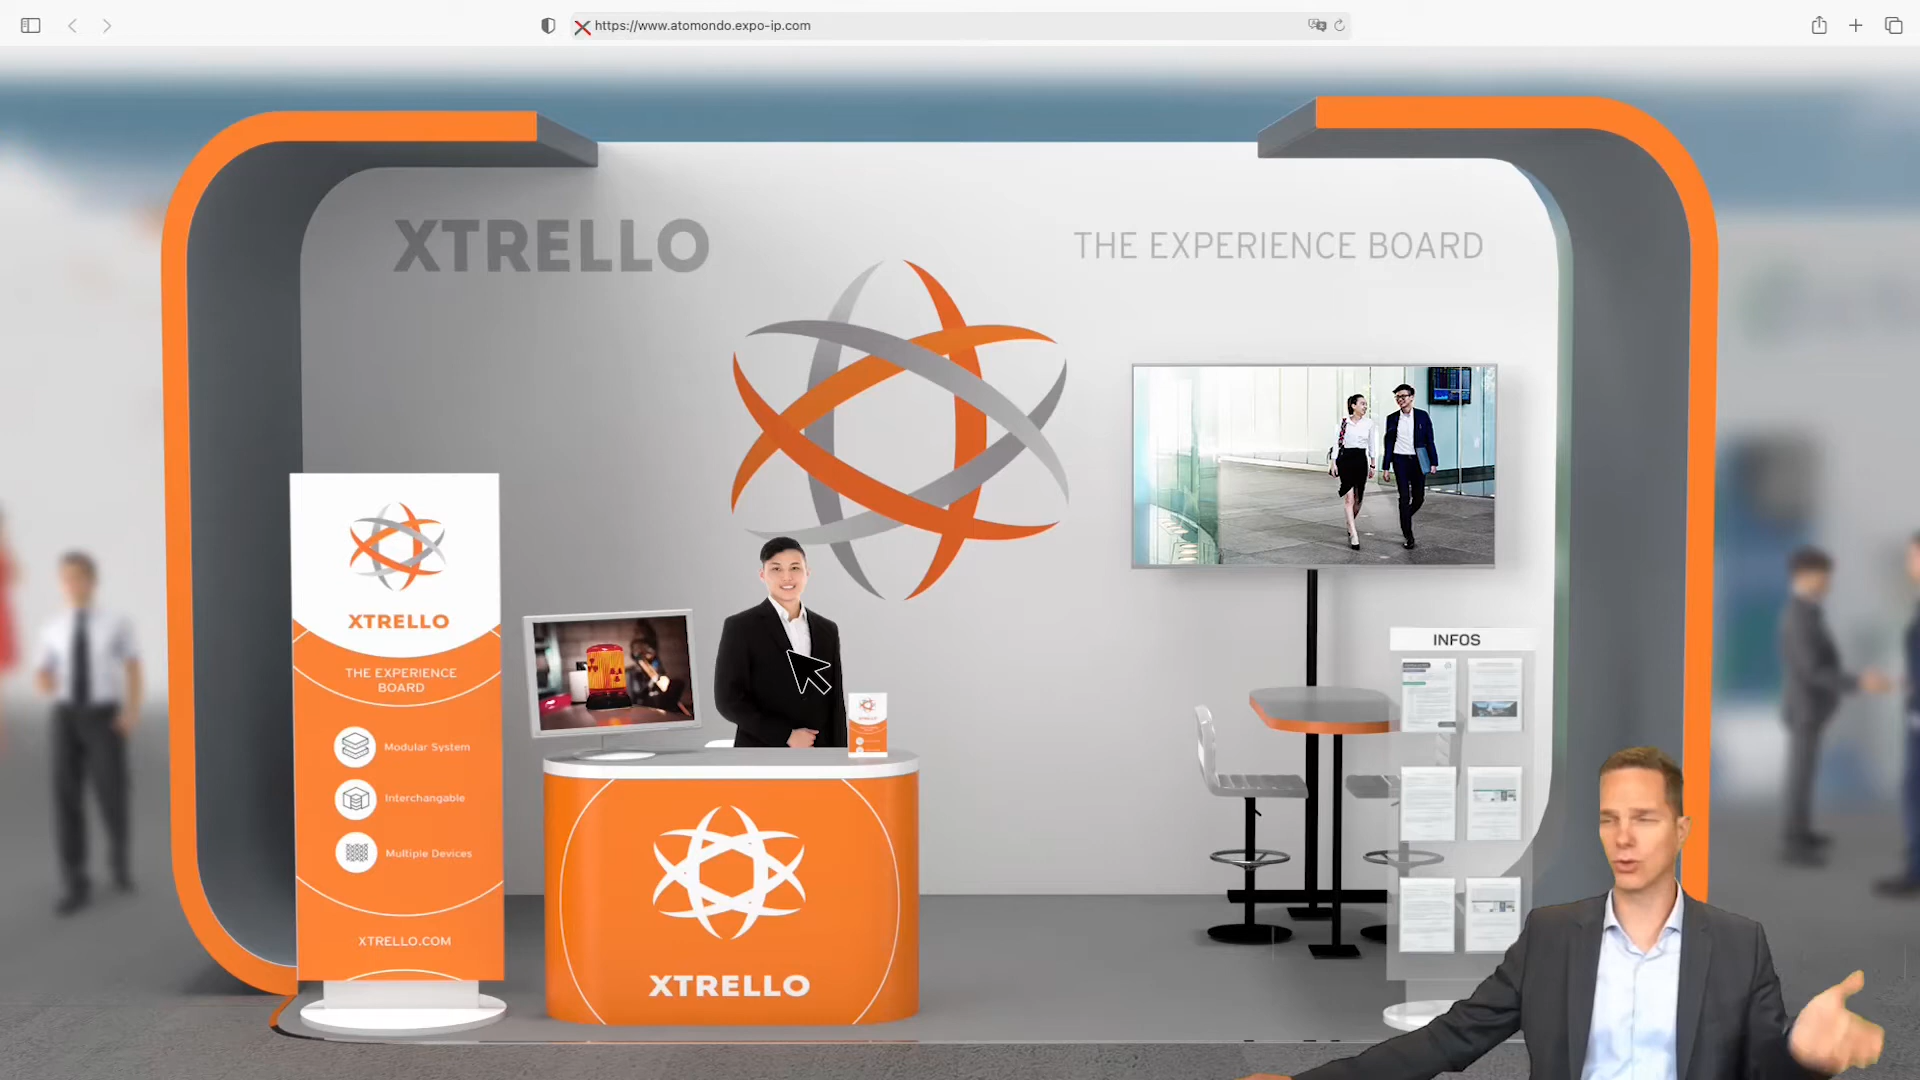 https://www.atomondo.expo-ip.com
XTRELLO
THE EXPERIENCE BOARD
XTRELLO
THE EXPERIENCE
BOARD
Modular System
Interchangable
Multiple Devices
XTRELLO.COM
XTRELLO
INFOS